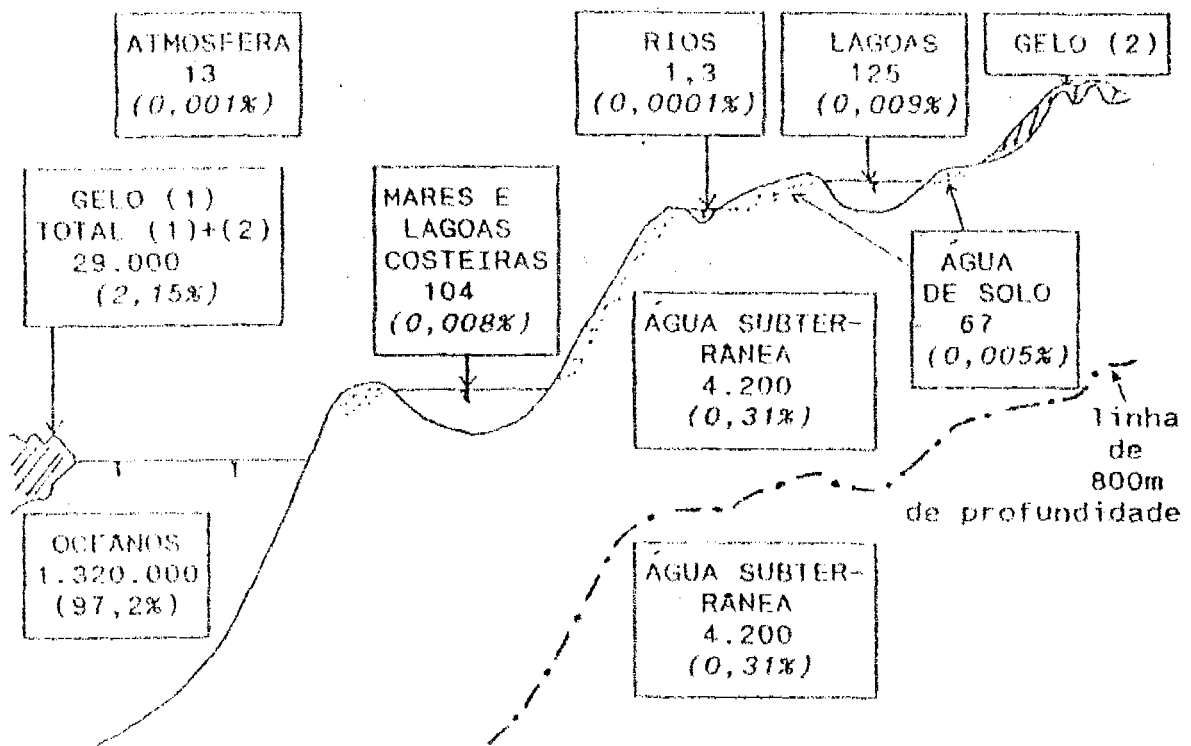 ATMOSFERA
13
(0,001%)
RIOS
1,3
(0,0001%)
LAGOAS
125
(0,009%)
GELO (2)
GELO (1)
TOTAL (1)+(2)
29.000
(2,15%)
MARES E
LAGOAS
COSTEIRAS
104
(0,008%)
ÁGUA
DE SOLO
67
(0,005%)
ÁGUA SUBTER-
RÂNEA
4.200
(0,31%)
linha
de
800m
de profundidade
OCEANOS
1.320.000
(97,2%)
ÁGUA SUBTER-
RÂNEA
4.200
(0,31%)